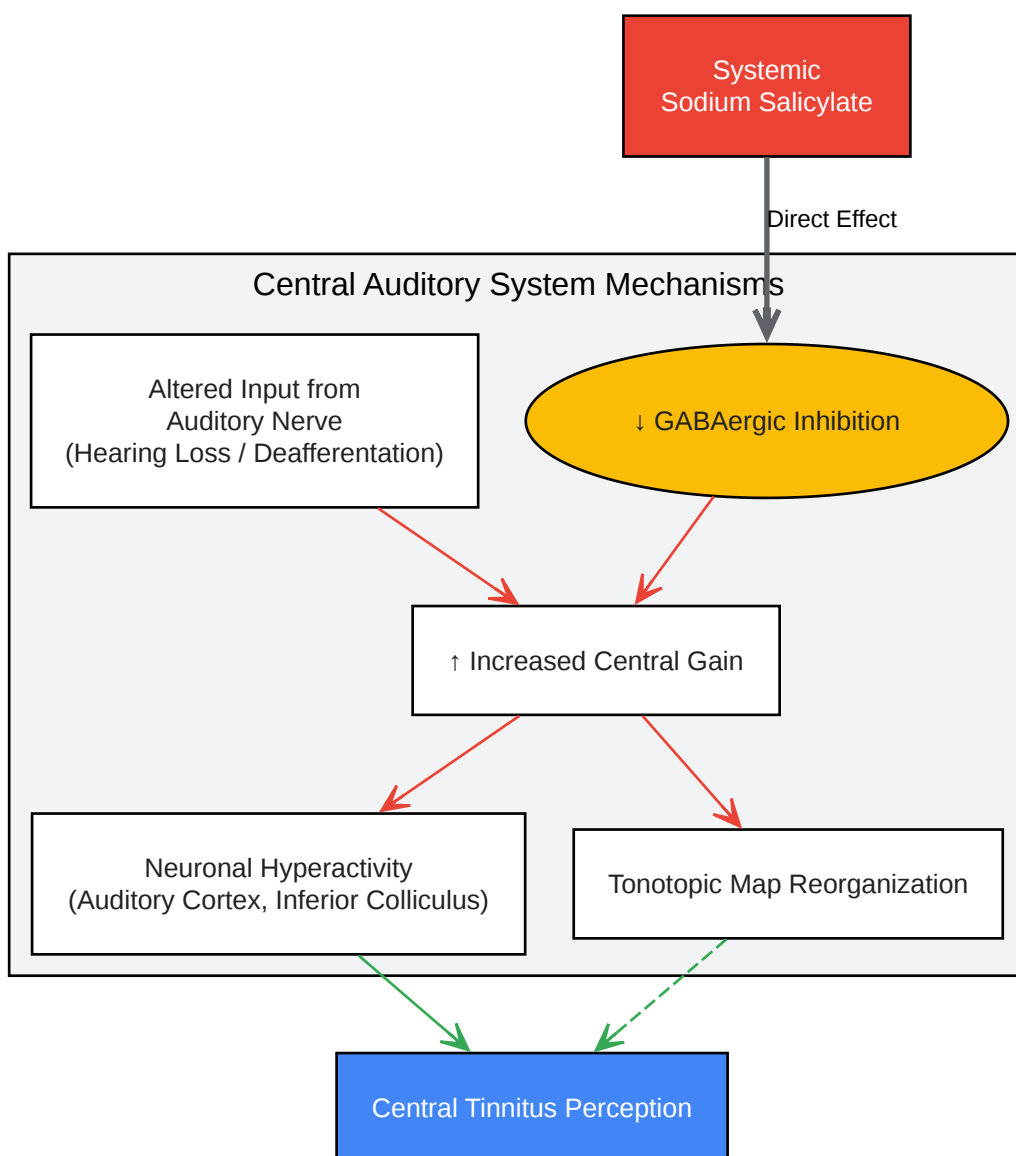 Systemic
Sodium Salicylate
Direct Effect
Central Auditory System Mechanisms
Altered Input from
Auditory Nerve
(Hearing Loss / Deafferentation)
↓ GABAergic Inhibition
↑ Increased Central Gain
Neuronal Hyperactivity
(Auditory Cortex, Inferior Colliculus)
Tonotopic Map Reorganization
Central Tinnitus Perception